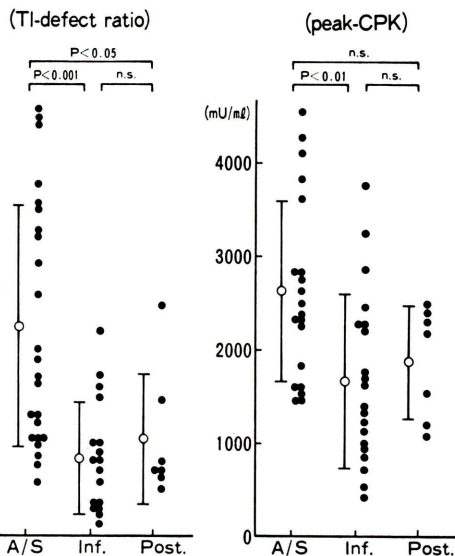 (TI-defect ratio)
P<0.05
P<0.001
n.s.
A/S
Inf.
Post.
(peak-CPK)
n.s.
P<0.01
n.s.
(mU/mℓ)
4000
3000
2000
1000
0
A/S
Inf.
Post.